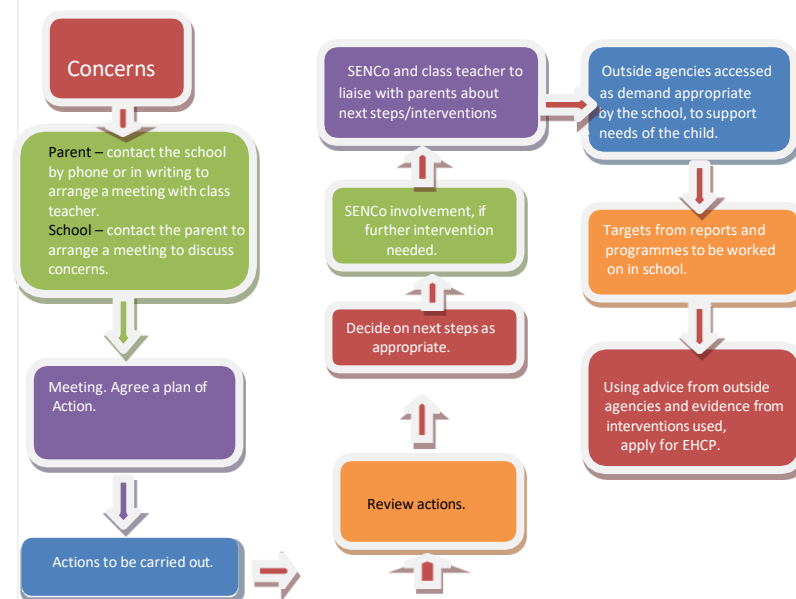 Concerns
Parent – contact the school
by phone or in writing to
arrange a meeting with class
teacher.
School – contact the parent to
arrange a meeting to discuss
concerns.
Meeting. Agree a plan of
Action.
Actions to be carried out.
Review actions.
Decide on next steps as
appropriate.
SENCo involvement, if
further intervention
needed.
SENCo and class teacher to
liaise with parents about
next steps/interventions
Outside agencies accessed
as demand appropriate
by the school, to support
needs of the child.
Targets from reports and
programmes to be worked
on in school.
Using advice from outside
agencies and evidence from
interventions used,
apply for EHCP.